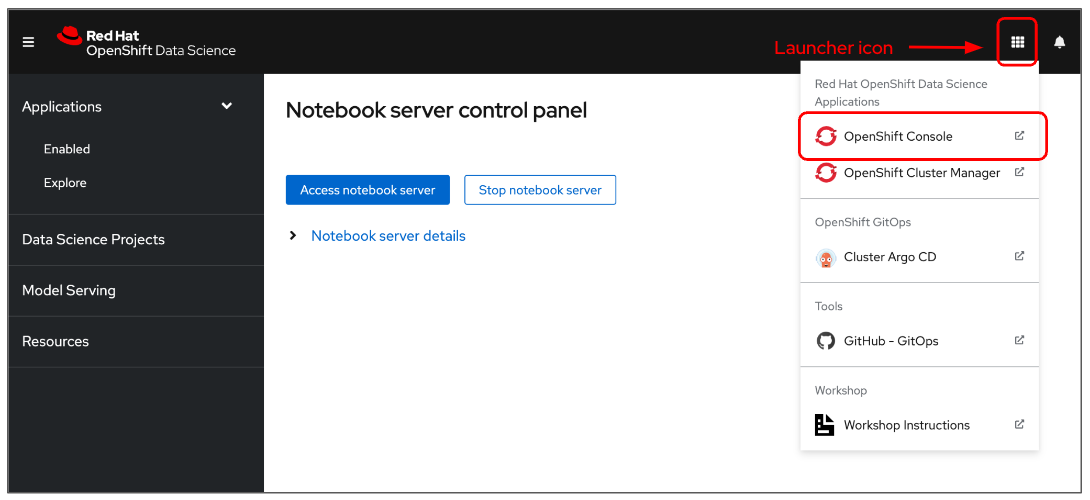 Red Hat
OpenShift Data Science
Launcher icon
Applications
Enabled
Explore
Data Science Projects
Model Serving
Resources
Notebook server control panel
Access notebook server
Stop notebook server
Notebook server details
Red Hat OpenShift Data Science
Applications
OpenShift Console
OpenShift Cluster Manager
OpenShift GitOps
Cluster Argo CD
Tools
GitHub - GitOps
Workshop
Workshop Instructions